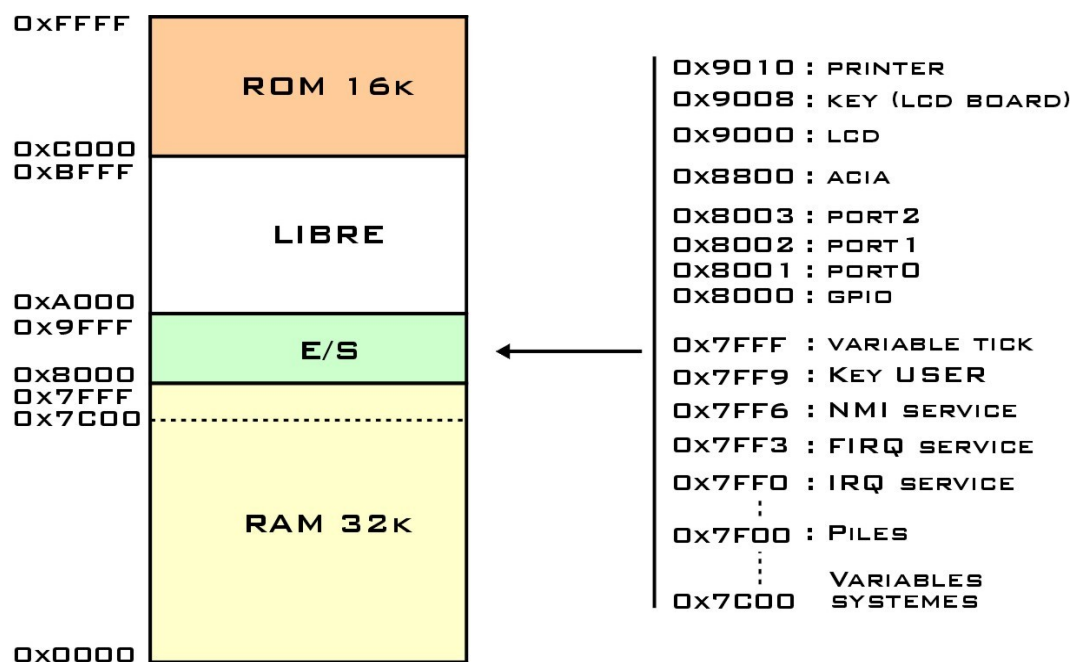 0xFFFF
ROM 16K
0xC000
0xBFFF
LIBRE
0xA000
0x9FFF
E/S
0x8000
0x7FFF
0x7C00
RAM 32K
0x0000
0x9010 : PRINTER
0x9008 : KEY (LCD BOARD)
0x9000 : LCD
0x8800 : ACIA
0x8003 : PORT2
0x8002 : PORT1
0x8001 : PORT0
0x8000 : GPIO
0x7FFF : VARIABLE TICK
0x7FF9 : KEY USER
0x7FF6 : NMI SERVICE
0x7FF3 : FIRQ SERVICE
0x7FF0 : IRQ SERVICE
0x7F00 : PILES
0x7C00 VARIABLES
SYSTEMES